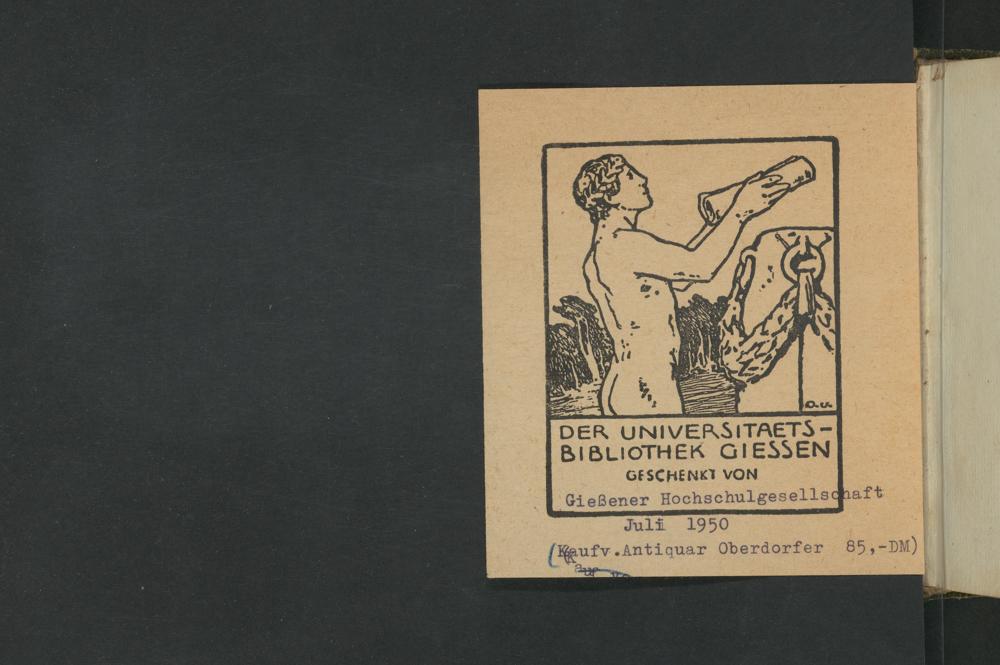 D.U.
DER UNIVERSITAETS-
BIBLIOTHEK GIESSEN
GESCHENKT VON
Gießener Hochschulgesellschaft
Juli 1950
(Kaufv.Antiquar Oberdorfer 85,-DM)